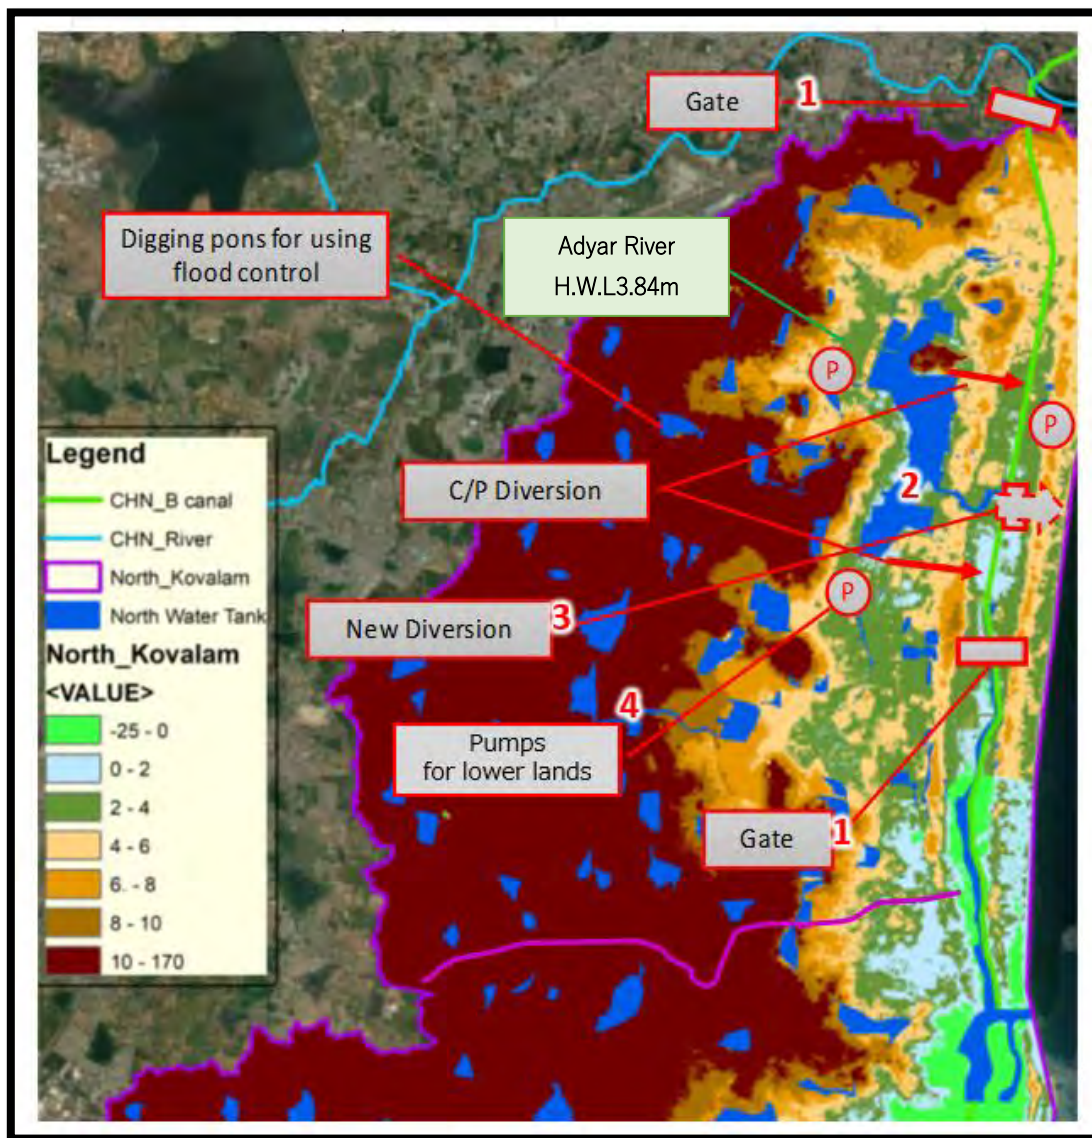 Gate
1
Digging pons for using
flood control
Adyar River
H.W.L3.84m
P
P
C/P Diversion
2
New Diversion
3
P
4
Pumps
for lower lands
Gate
1
Legend
CHN_B canal
CHN_River
North_Kovalam
North Water Tank
North_Kovalam
<VALUE>
-25 - 0
0 - 2
2 - 4
4 - 6
6. - 8
8 - 10
10 - 170